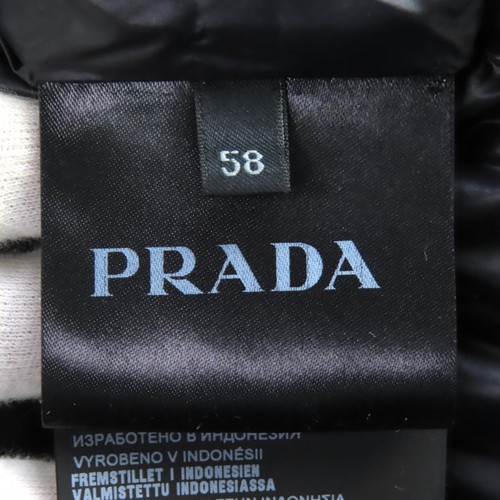 58
PRADA
ИЗРАБОТЕНО В ИНДОНЕЗИЯ
VYROBENO V INDONÉSII
FREMSTILLET I INDONESIEN
VALMISTETTU INDONESIASSA